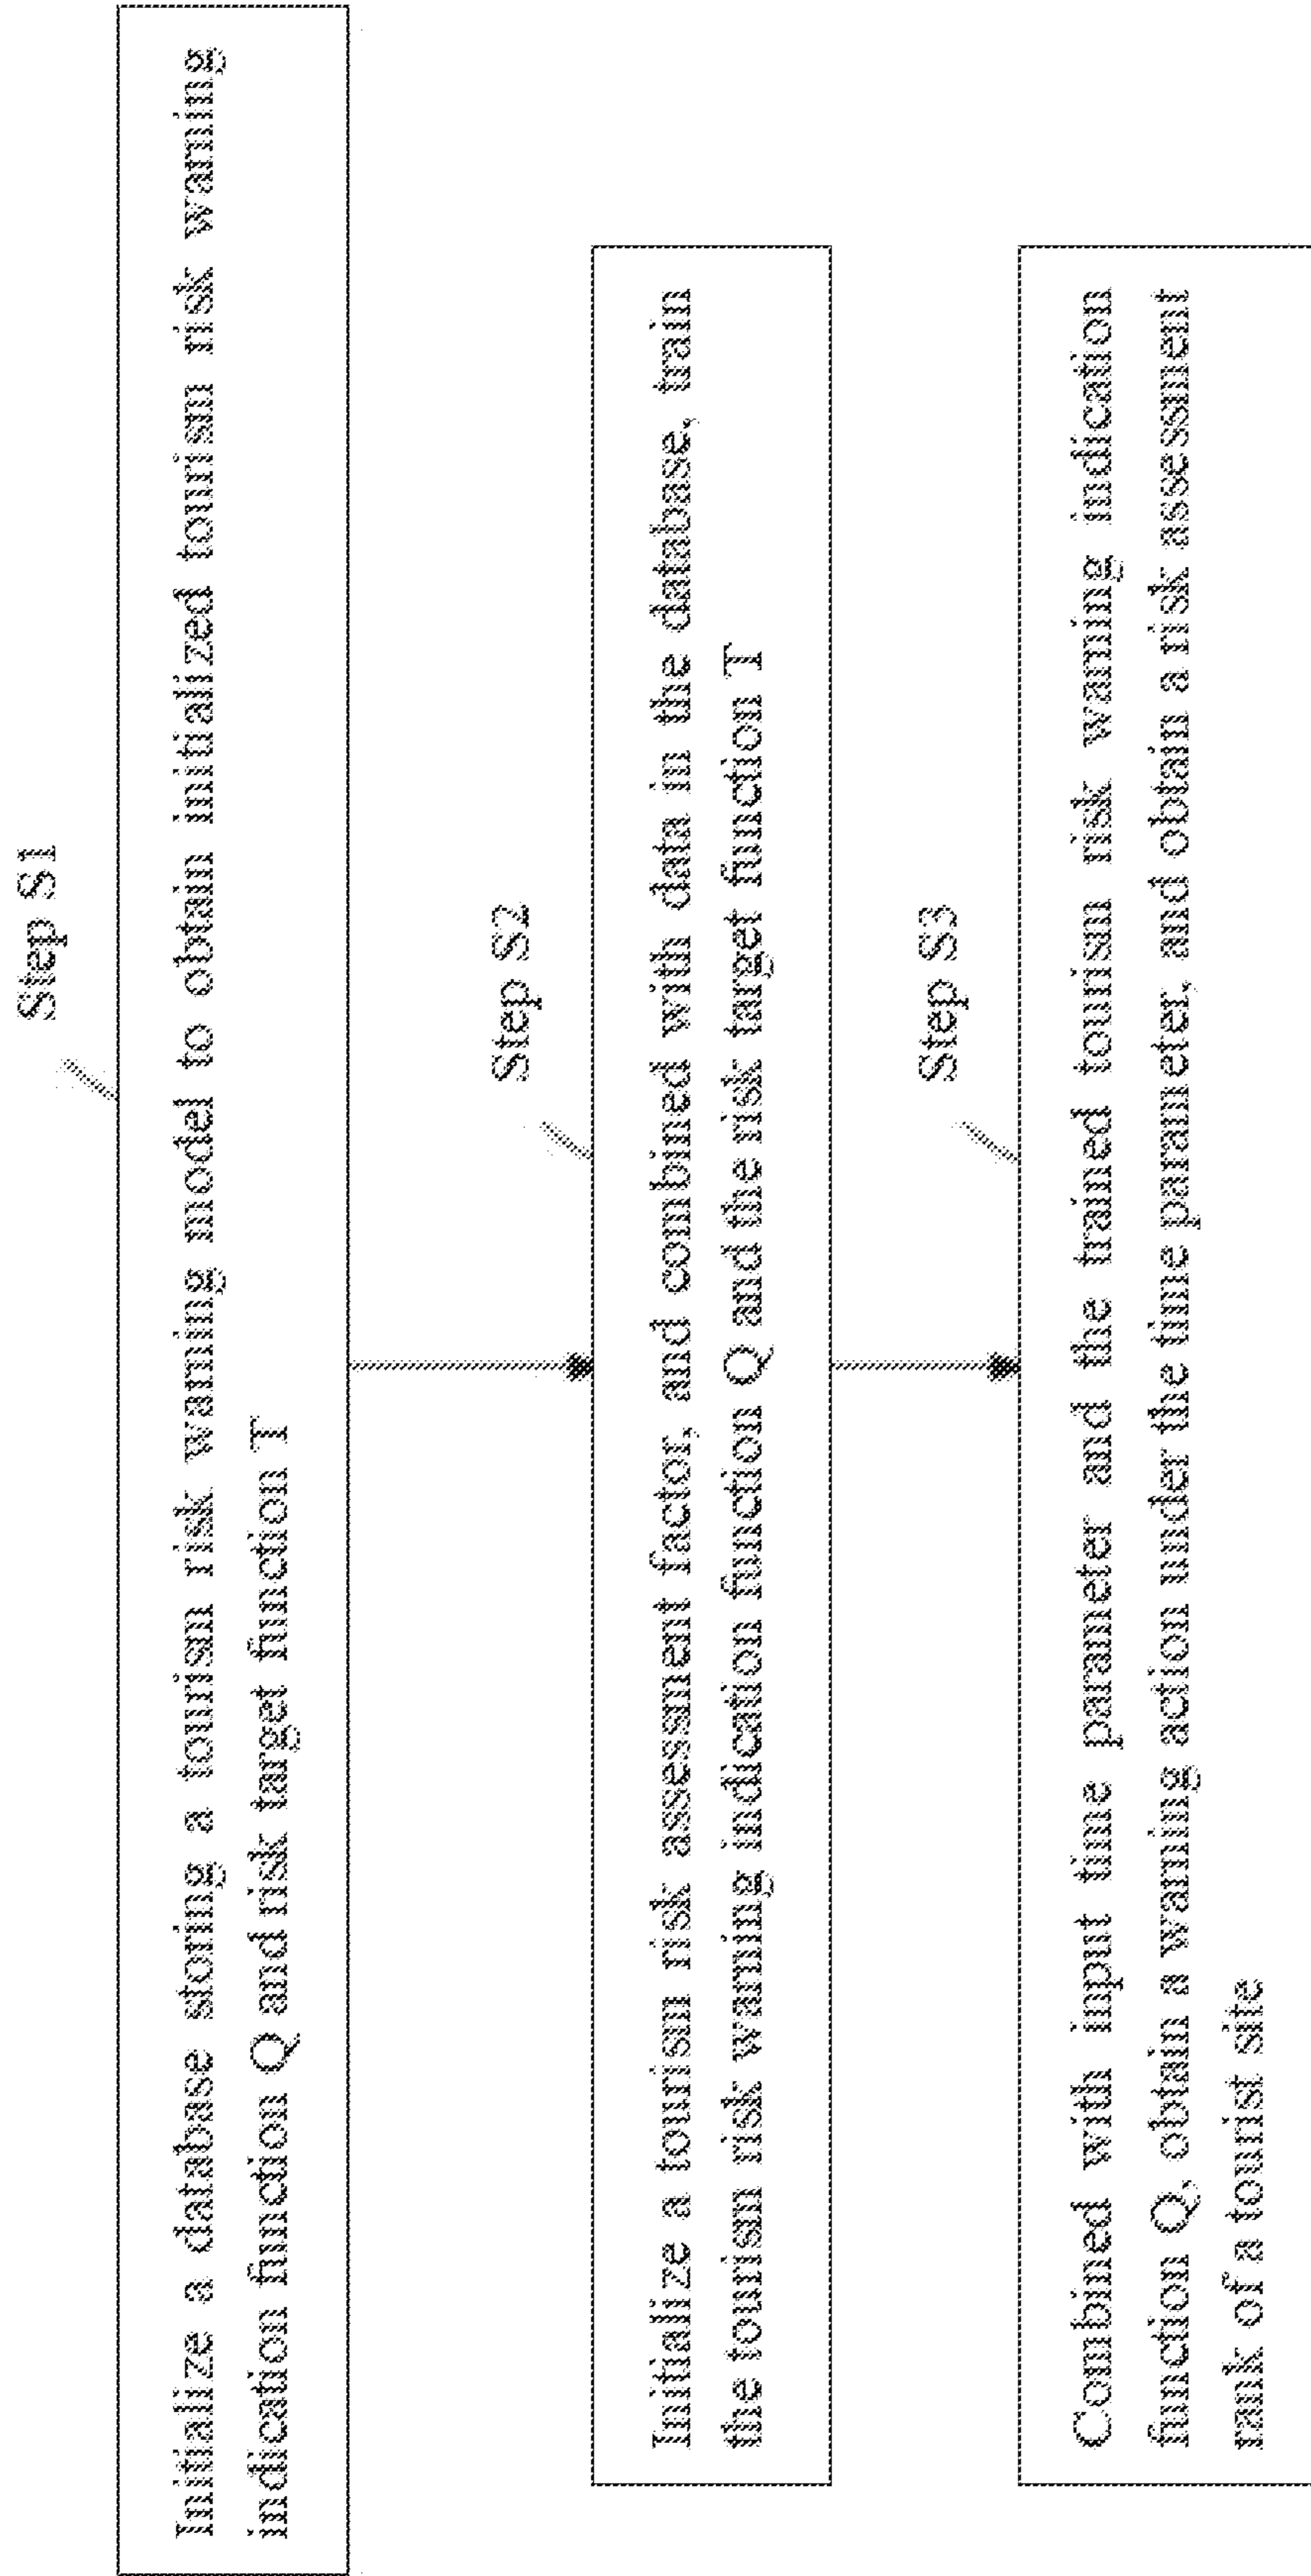 Step S1
Initialize a database storing a tourism risk warning model to obtain initialized tourism risk warning
indication function Q and risk target function T
Step S2
Initialize a tourism risk assessment factor, and combined with data in the database, train
the tourism risk warning indication function Q and the risk target function T
Step S3
Combined with input time parameter and the trained tourism risk warning indication
function Q, obtain a warning action under the time parameter, and obtain a risk assessment
rank of a tourist site